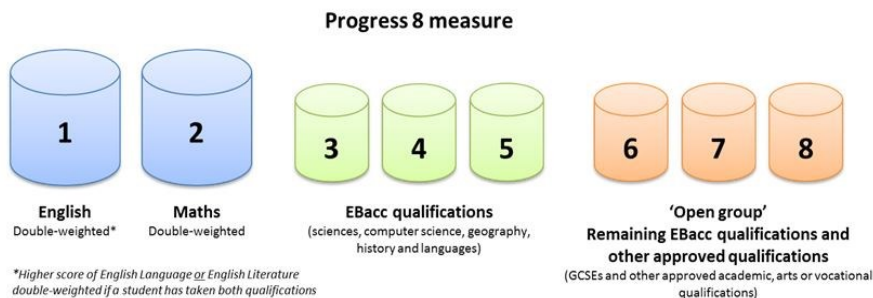 Progress 8 measure
1
2
3
4
5
6
7
8
English
Double-weighted*
Maths
Double-weighted
EBacc qualifications
(sciences, computer science, geography,
history and languages)
‘Open group’
Remaining EBacc qualifications and
other approved qualifications
(GCSEs and other approved academic, arts or vocational
qualifications)
*Higher score of English Language or English Literature
double-weighted if a student has taken both qualifications